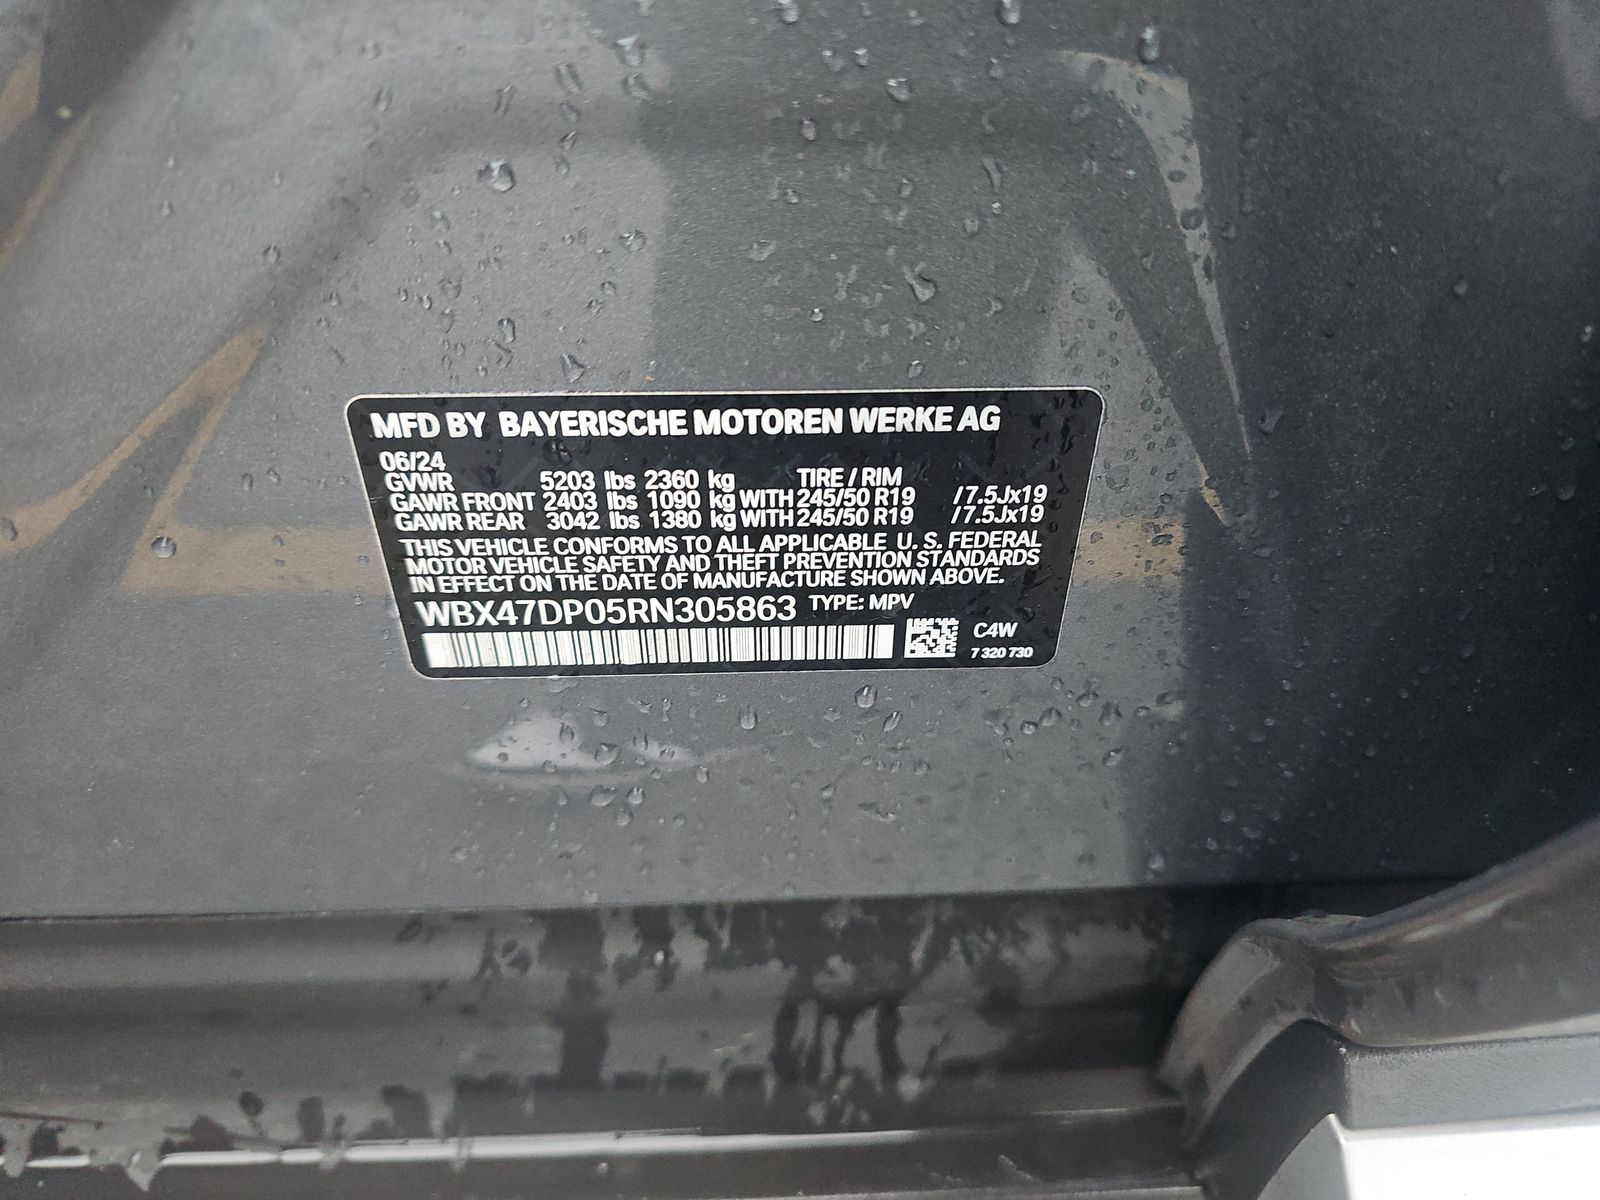 MFD BY BAYERISCHE MOTOREN WERKE AG
06/24
GVWR 5203 lbs 2360 kg TIRE / RIM
GAWR FRONT 2403 lbs 1090 kg WITH 245/50 R19 /7.5Jx19
GAWR REAR 3042 lbs 1380 kg WITH 245/50 R19 /7.5Jx19
THIS VEHICLE CONFORMS TO ALL APPLICABLE U. S. FEDERAL
MOTOR VEHICLE SAFETY AND THEFT PREVENTION STANDARDS
IN EFFECT ON THE DATE OF MANUFACTURE SHOWN ABOVE.
WBX47DP05RN305863 TYPE: MPV
C4W
7 320 730